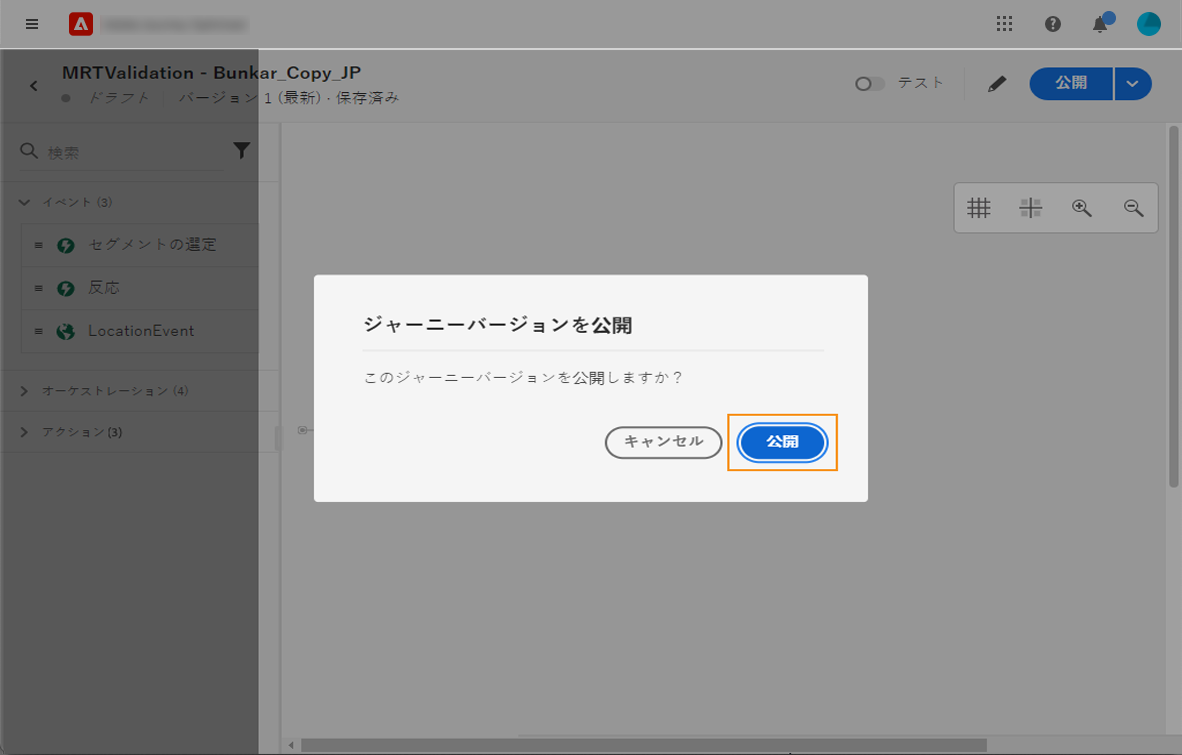 MRTValidation - Bunkar_Copy_JP
ドラフト バージョン 1 (最新) · 保存済み
テスト
公開
検索
イベント (3)
セグメントの選定
反応
LocationEvent
オーケストレーション (4)
アクション (3)
ジャーニーバージョンを公開
このジャーニーバージョンを公開しますか？
キャンセル 公開